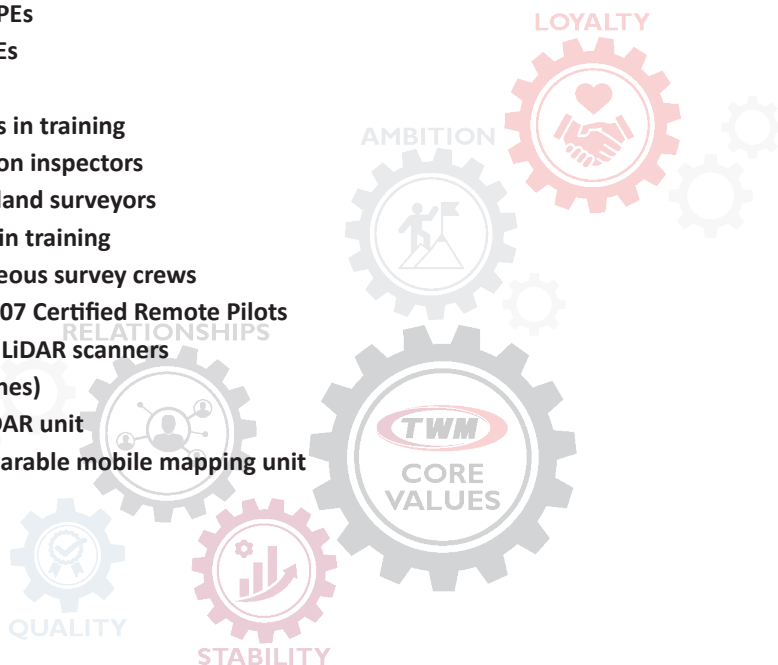 PEs
Es
s in training
on inspectors
land surveyors
in training
eous survey crews
07 Certified Remote Pilots
LiDAR scanners
nes)
DAR unit
arable mobile mapping unit
LOYALTY
AMBITION
RELATIONSHIPS
TWM
CORE
VALUES
QUALITY
STABILITY